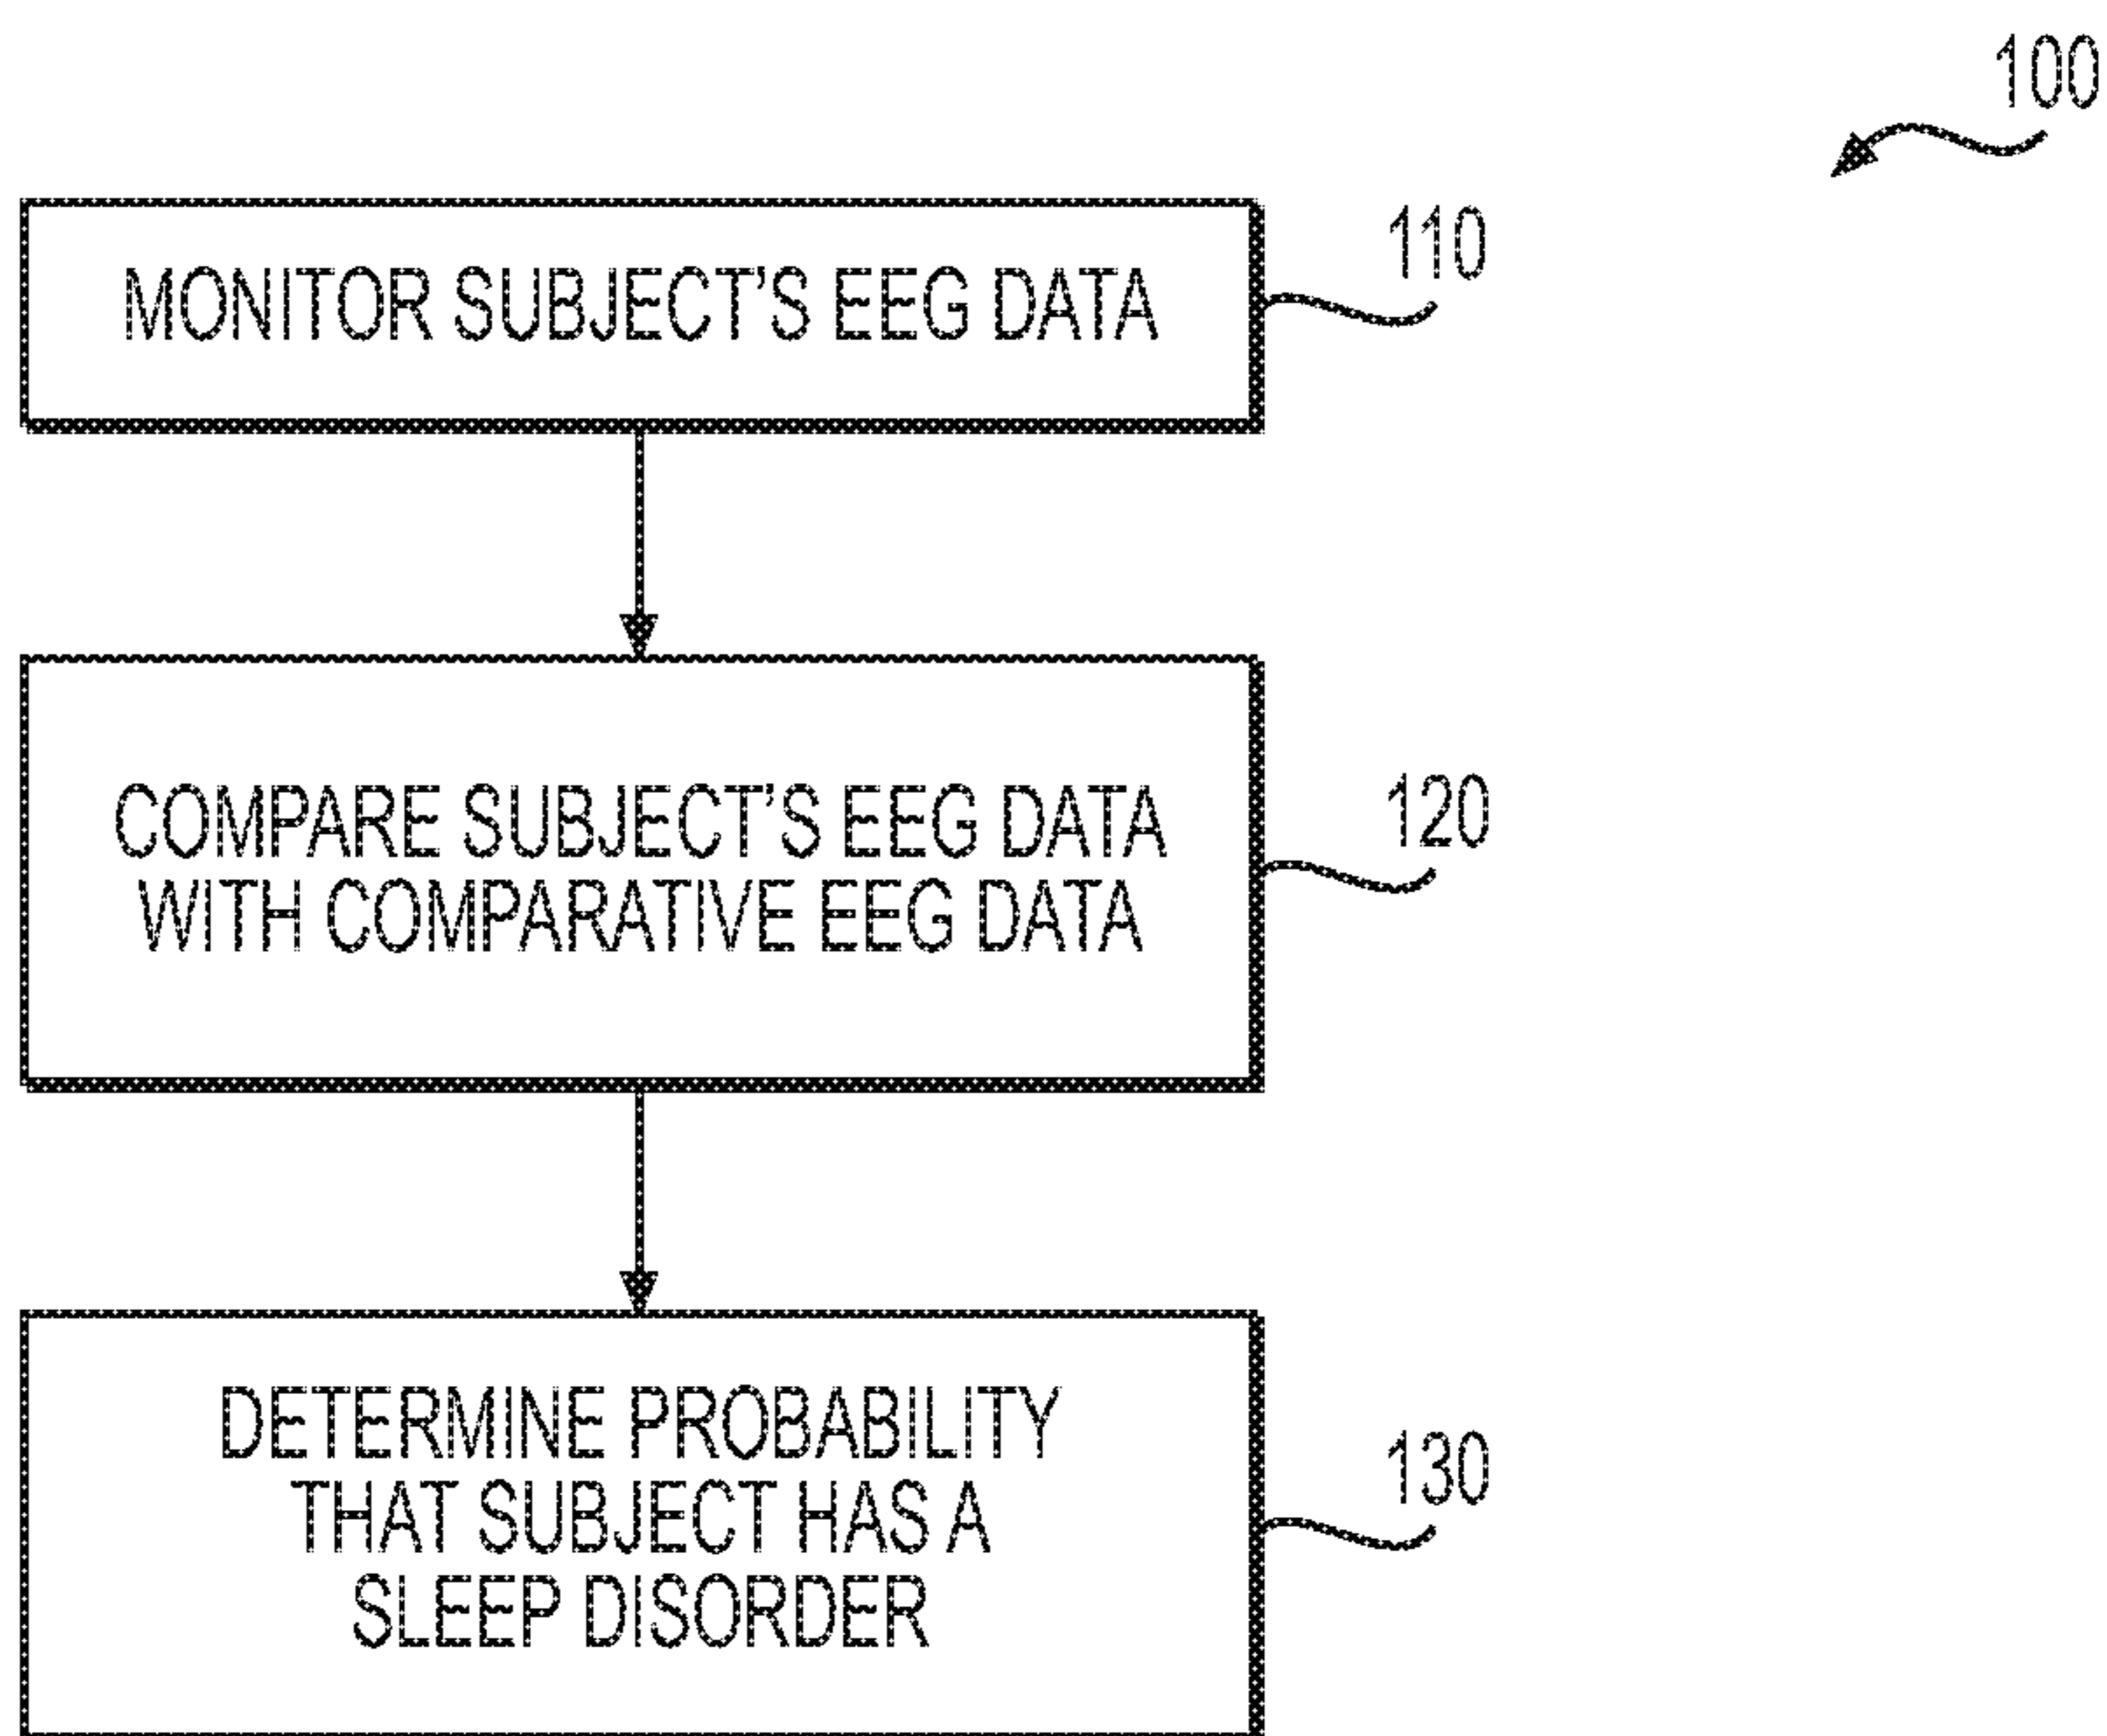 100
MONITOR SUBJECT'S EEG DATA
110
COMPARE SUBJECT'S EEG DATA
WITH COMPARATIVE EEG DATA
120
DETERMINE PROBABILITY
THAT SUBJECT HAS A
SLEEP DISORDER
130